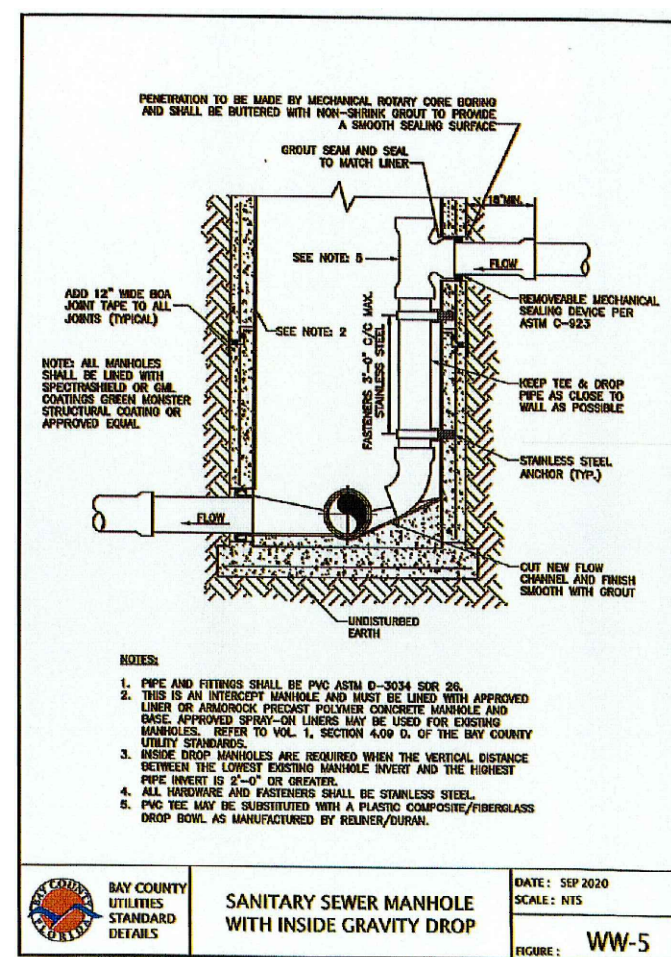 PENETRATION TO BE MADE BY MECHANICAL ROTARY CORE BORING
AND SHALL BE BUTTERED WITH NON-SHRINK GROUT TO PROVIDE
A SMOOTH SEALING SURFACE
GROUT SEAM AND SEAL
TO MATCH LINER
18" MIN.
SEE NOTE: 5
FLOW
ADD 12" WIDE BOA
JOINT TAPE TO ALL
JOINTS (TYPICAL)
SEE NOTE: 2
REMOVEABLE MECHANICAL
SEALING DEVICE PER
ASTM C-923
NOTE: ALL MANHOLES
SHALL BE LINED WITH
SPECTRASHIELD OR GML
COATINGS GREEN MONSTER
STRUCTURAL COATING OR
APPROVED EQUAL
FASTENERS 3'-0" C/C MAX.
STAINLESS STEEL
KEEP TEE & DROP
PIPE AS CLOSE TO
WALL AS POSSIBLE
STAINLESS STEEL
ANCHOR (TYP.)
FLOW
CUT NEW FLOW
CHANNEL AND FINISH
SMOOTH WITH GROUT
UNDISTURBED
EARTH
NOTES:
1. PIPE AND FITTINGS SHALL BE PVC ASTM D-3034 SDR 26.
2. THIS IS AN INTERCEPT MANHOLE AND MUST BE LINED WITH APPROVED
LINER OR ARMOROCK PRECAST POLYMER CONCRETE MANHOLE AND
BASE. APPROVED SPRAY-ON LINERS MAY BE USED FOR EXISTING
MANHOLES. REFER TO VOL. 1, SECTION 4.09 D. OF THE BAY COUNTY
UTILITY STANDARDS.
3. INSIDE DROP MANHOLES ARE REQUIRED WHEN THE VERTICAL DISTANCE
BETWEEN THE LOWEST EXISTING MANHOLE INVERT AND THE HIGHEST
PIPE INVERT IS 2'-0" OR GREATER.
4. ALL HARDWARE AND FASTENERS SHALL BE STAINLESS STEEL.
5. PVC TEE MAY BE SUBSTITUTED WITH A PLASTIC COMPOSITE/FIBERGLASS
DROP BOWL AS MANUFACTURED BY RELINER/DURAN.
BAY COUNTY
FLORIDA
BAY COUNTY
UTILITIES
STANDARD
DETAILS
SANITARY SEWER MANHOLE
WITH INSIDE GRAVITY DROP
DATE: SEP 2020
SCALE: NTS
FIGURE: WW-5